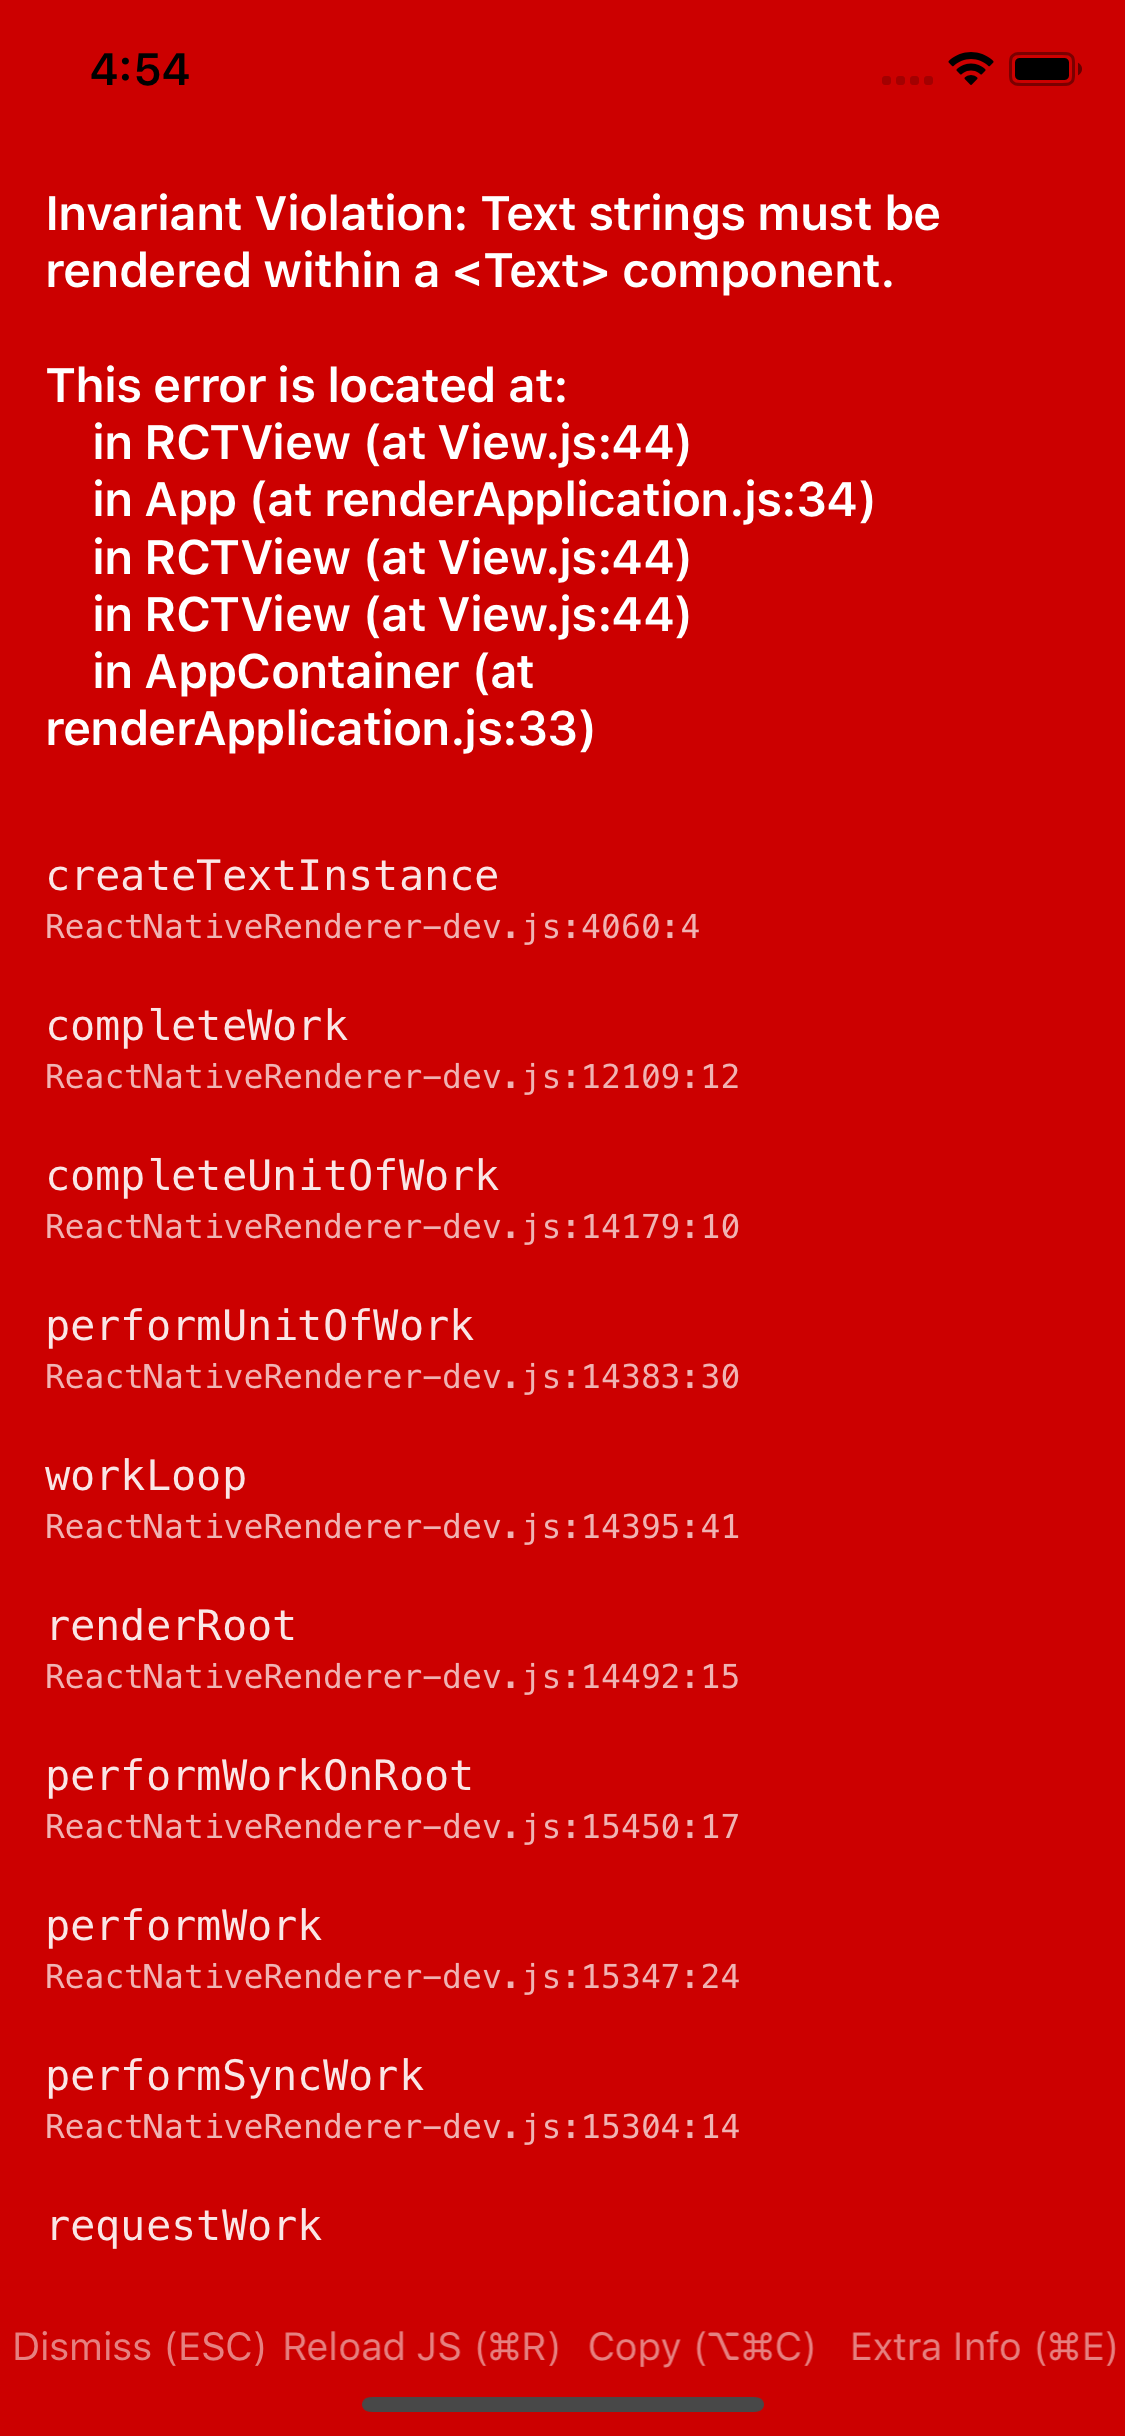 4:54
Invariant Violation: Text strings must be
rendered within a <Text> component.
This error is located at:
in RCTView (at View.js:44)
in App (at renderApplication.js:34)
in RCTView (at View.js:44)
in RCTView (at View.js:44)
in AppContainer (at
renderApplication.js:33)
createTextInstance
ReactNativeRenderer-dev.js:4060:4
completeWork
ReactNativeRenderer-dev.js:12109:12
completeUnitOfWork
ReactNativeRenderer-dev.js:14179:10
performUnitOfWork
ReactNativeRenderer-dev.js:14383:30
workLoop
ReactNativeRenderer-dev.js:14395:41
renderRoot
ReactNativeRenderer-dev.js:14492:15
performWorkOnRoot
ReactNativeRenderer-dev.js:15450:17
performWork
ReactNativeRenderer-dev.js:15347:24
performSyncWork
ReactNativeRenderer-dev.js:15304:14
requestWork
Dismiss (ESC) Reload JS (⌘R) Copy (⌥⌘C) Extra Info (⌘E)